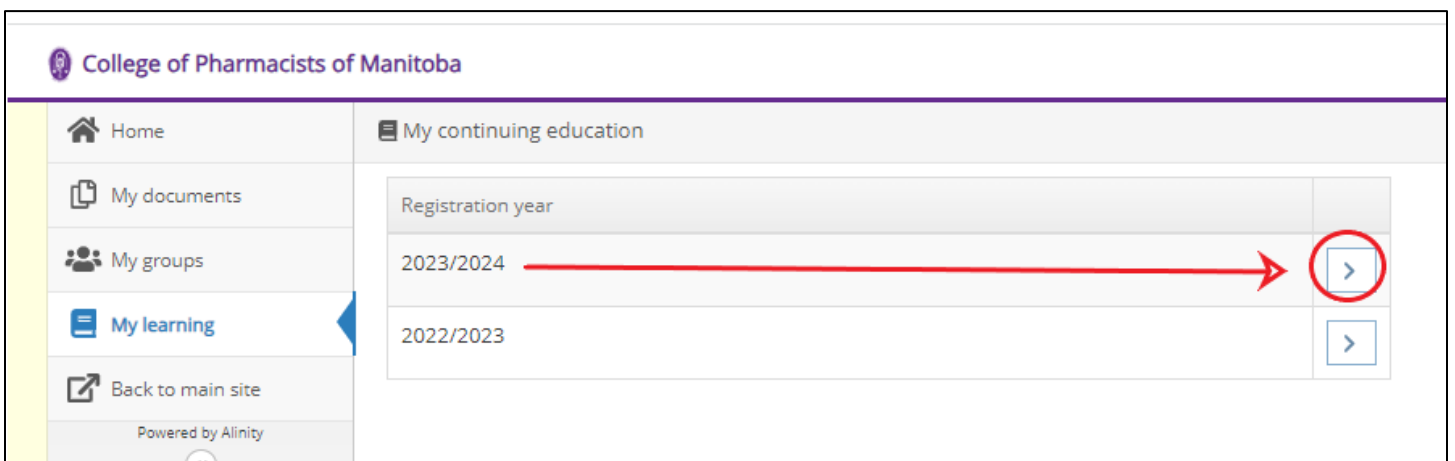 College of Pharmacists of Manitoba
Home
My documents
My groups
My learning
Back to main site
Powered by Alinity
My continuing education
Registration year
2023/2024
2022/2023